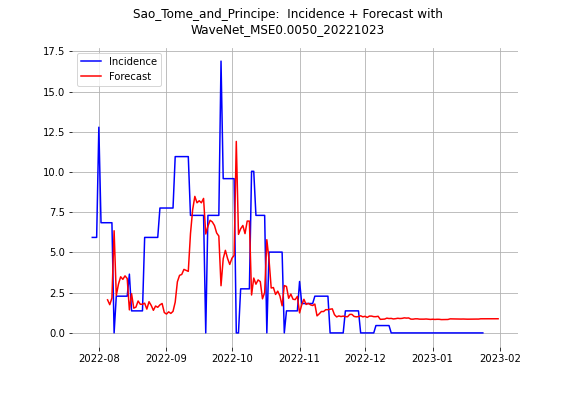 Sao_Tome_and_Principe:  Incidence + Forecast with
WaveNet_MSE0.0050_20221023
Incidence
Forecast
17.5
15.0
12.5
10.0
7.5
5.0
2.5
0.0
2022-08 2022-09 2022-10 2022-11 2022-12 2023-01 2023-02